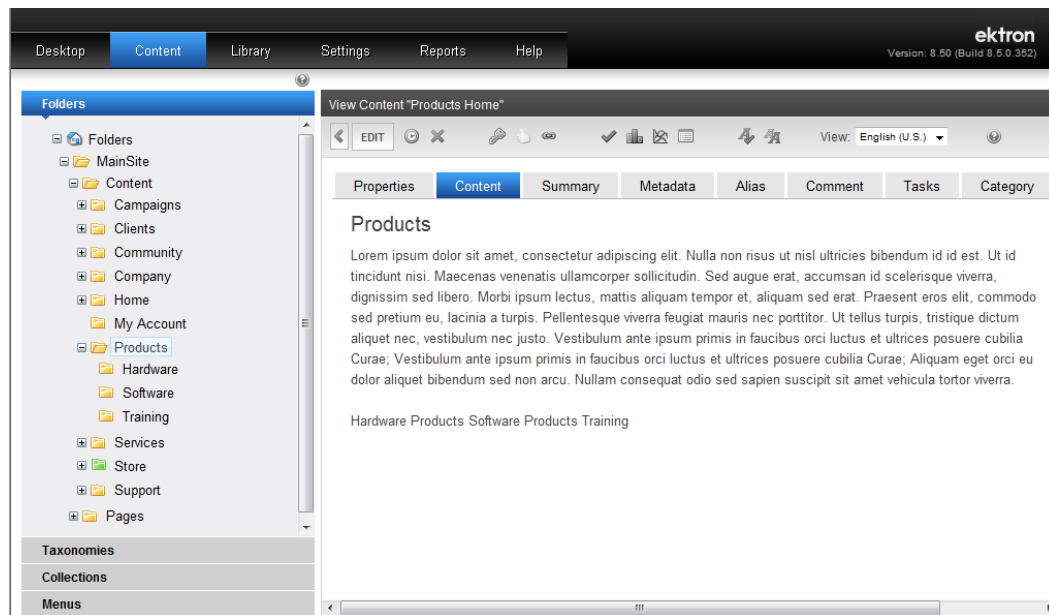 ektron
Desktop Content Library Settings Reports Help
Version: 8.50 (Build 8.5.0.352)
Folders
Folders
MainSite
Content
Campaigns
Clients
Community
Company
Home
My Account
Products
Hardware
Software
Training
Services
Store
Support
Pages
Taxonomies
Collections
Menus
View Content "Products Home"
EDIT
View: English (U.S.)
Properties Content Summary Metadata Alias Comment Tasks Category
Products
Lorem ipsum dolor sit amet, consectetur adipiscing elit. Nulla non risus ut nisl ultricies bibendum id id est. Ut id
tincidunt nisi. Maecenas venenatis ullamcorper sollicitudin. Sed augue erat, accumsan id scelerisque viverra,
dignissim sed libero. Morbi ipsum lectus, mattis aliquam tempor et, aliquam sed erat. Praesent eros elit, commodo
sed pretium eu, lacinia a turpis. Pellentesque viverra feugiat mauris nec porttitor. Ut tellus turpis, tristique dictum
aliquet nec, vestibulum nec justo. Vestibulum ante ipsum primis in faucibus orci luctus et ultrices posuere cubilia
Curae; Vestibulum ante ipsum primis in faucibus orci luctus et ultrices posuere cubilia Curae; Aliquam eget orci eu
dolor aliquet bibendum sed non arcu. Nullam consequat odio sed sapien suscipit sit amet vehicula tortor viverra.
Hardware Products Software Products Training